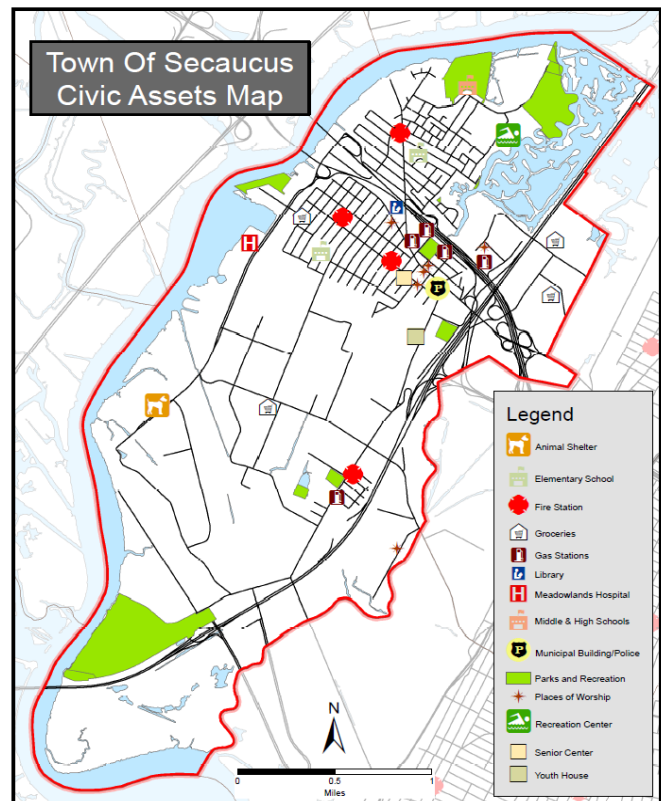 Town Of Secaucus
Civic Assets Map
H
P
Legend
Animal Shelter
Elementary School
Fire Station
Groceries
Gas Stations
Library
H
Meadowlands Hospital
Middle & High Schools
P
Municipal Building/Police
Parks and Recreation
Places of Worship
Recreation Center
Senior Center
Youth House
N
0
0.5
1
Miles